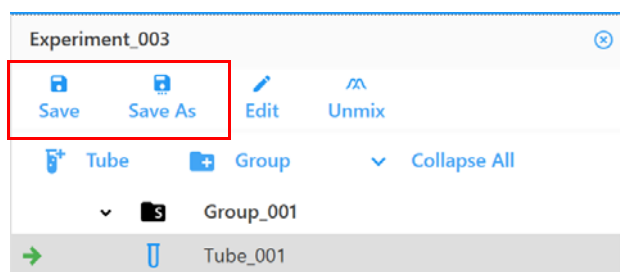 Experiment_003
Save Save As Edit Unmix
Tube Group Collapse All
S Group_001
Tube_001